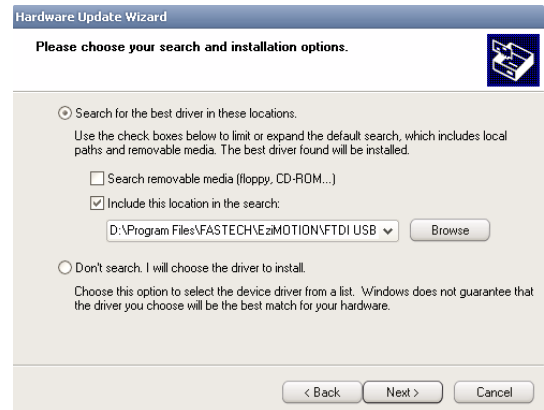 Hardware Update Wizard
Please choose your search and installation options.
Search for the best driver in these locations.
Use the check boxes below to limit or expand the default search, which includes local
paths and removable media. The best driver found will be installed.
Search removable media (floppy, CD-ROM...)
Include this location in the search:
D:\Program Files\FASTECH\EziMOTION\FTDI USB
Browse
Don't search. I will choose the driver to install.
Choose this option to select the device driver from a list. Windows does not guarantee that
the driver you choose will be the best match for your hardware.
< Back
Next >
Cancel